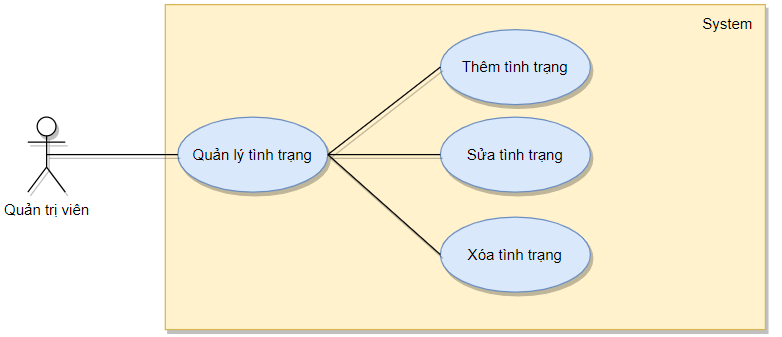 System
Thêm tình trạng
Quản lý tình trạng
Sửa tình trạng
Quản trị viên
Xóa tình trạng